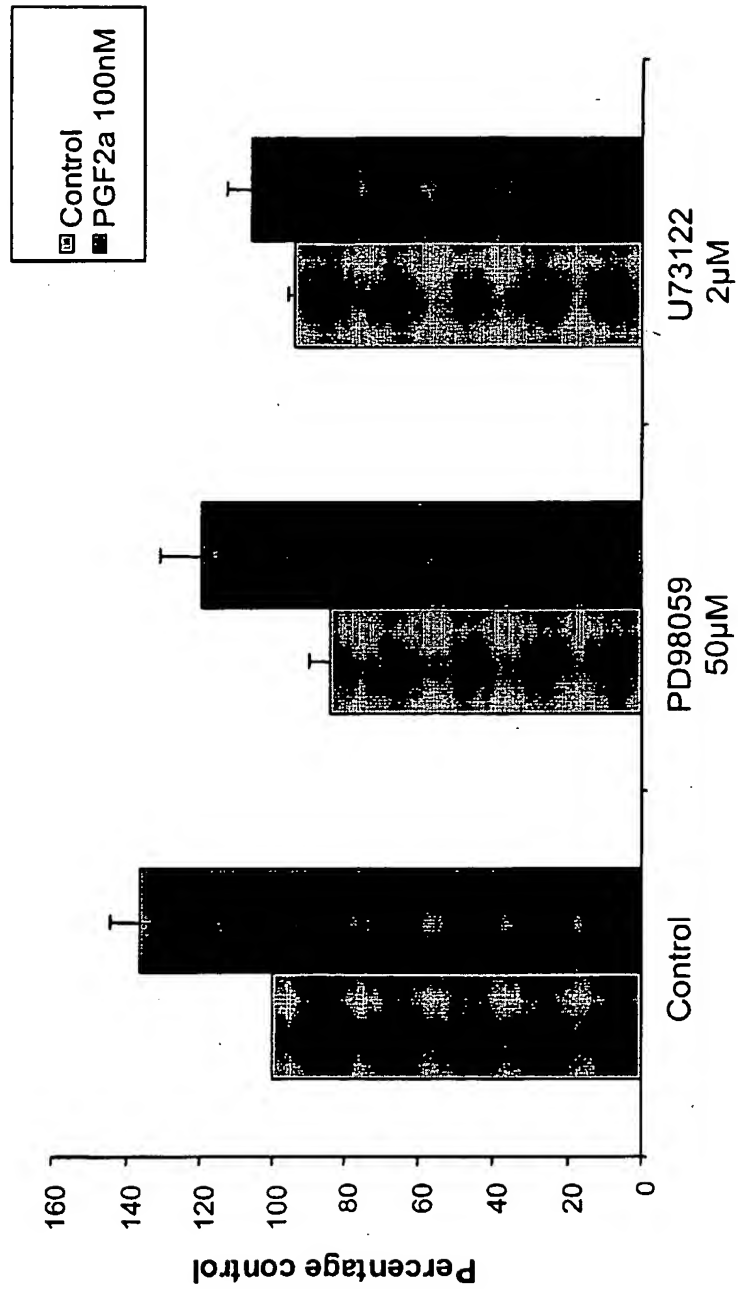 Control
PGF2a 100nM
Percentage control
160
140
120
100
80
60
40
20
0
Control
PD98059
50µM
U73122
2µM